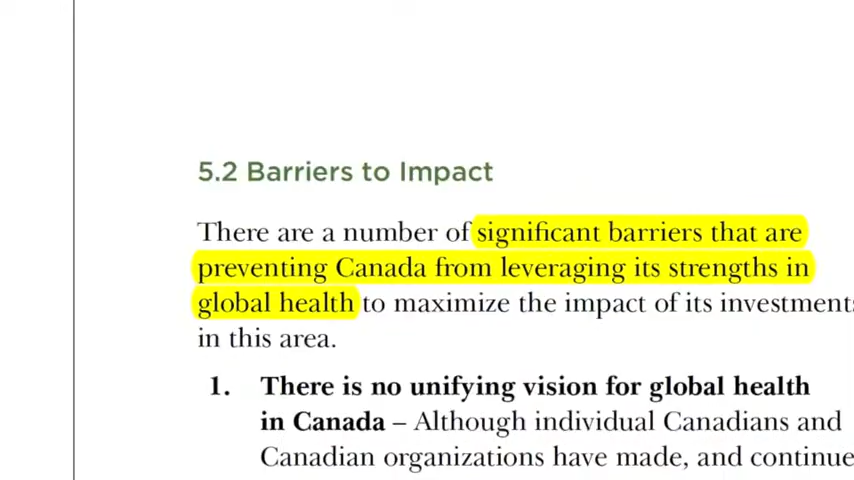 5.2 Barriers to Impact
There are a number of significant barriers that are
preventing Canada from leveraging its strengths in
global health to maximize the impact of its investments
in this area.
1. There is no unifying vision for global health
in Canada – Although individual Canadians and
Canadian organizations have made, and continue